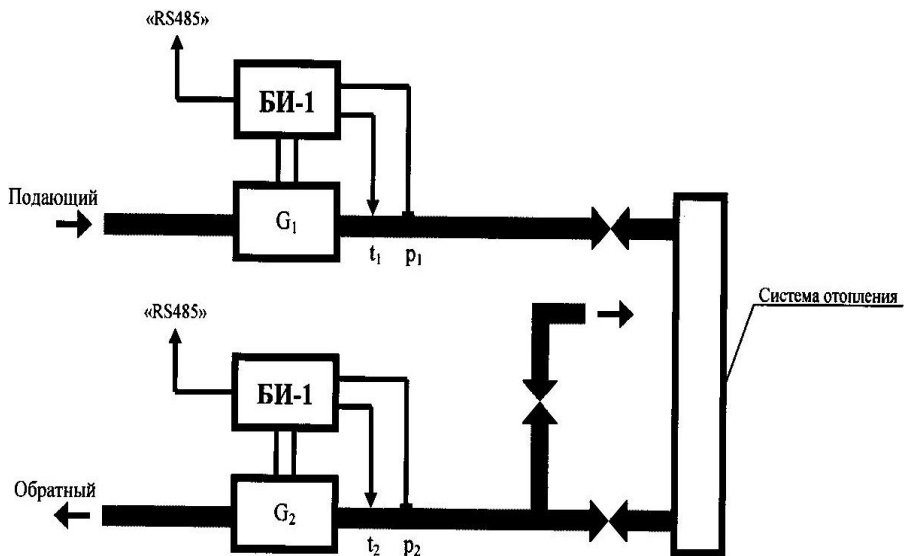 «RS485»
БИ-1
Подающий
G₁
t₁ p₁
Система отопления
«RS485»
БИ-1
Обратный
G₂
t₂ p₂